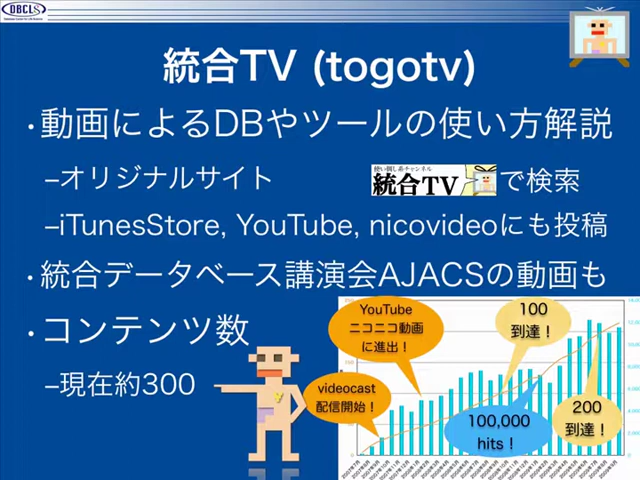 DBCLS
統合TV (togotv)
・動画によるDBやツールの使い方解説
–オリジナルサイト
使い倒し系チャンネル
統合TV
で検索
–iTunesStore, YouTube, nicovideoにも投稿
・統合データベース講演会AJACSの動画も
・コンテンツ数
–現在約300
YouTube
ニコニコ動画
に進出！
100
到達！
videocast
配信開始！
100,000
hits！
200
到達！